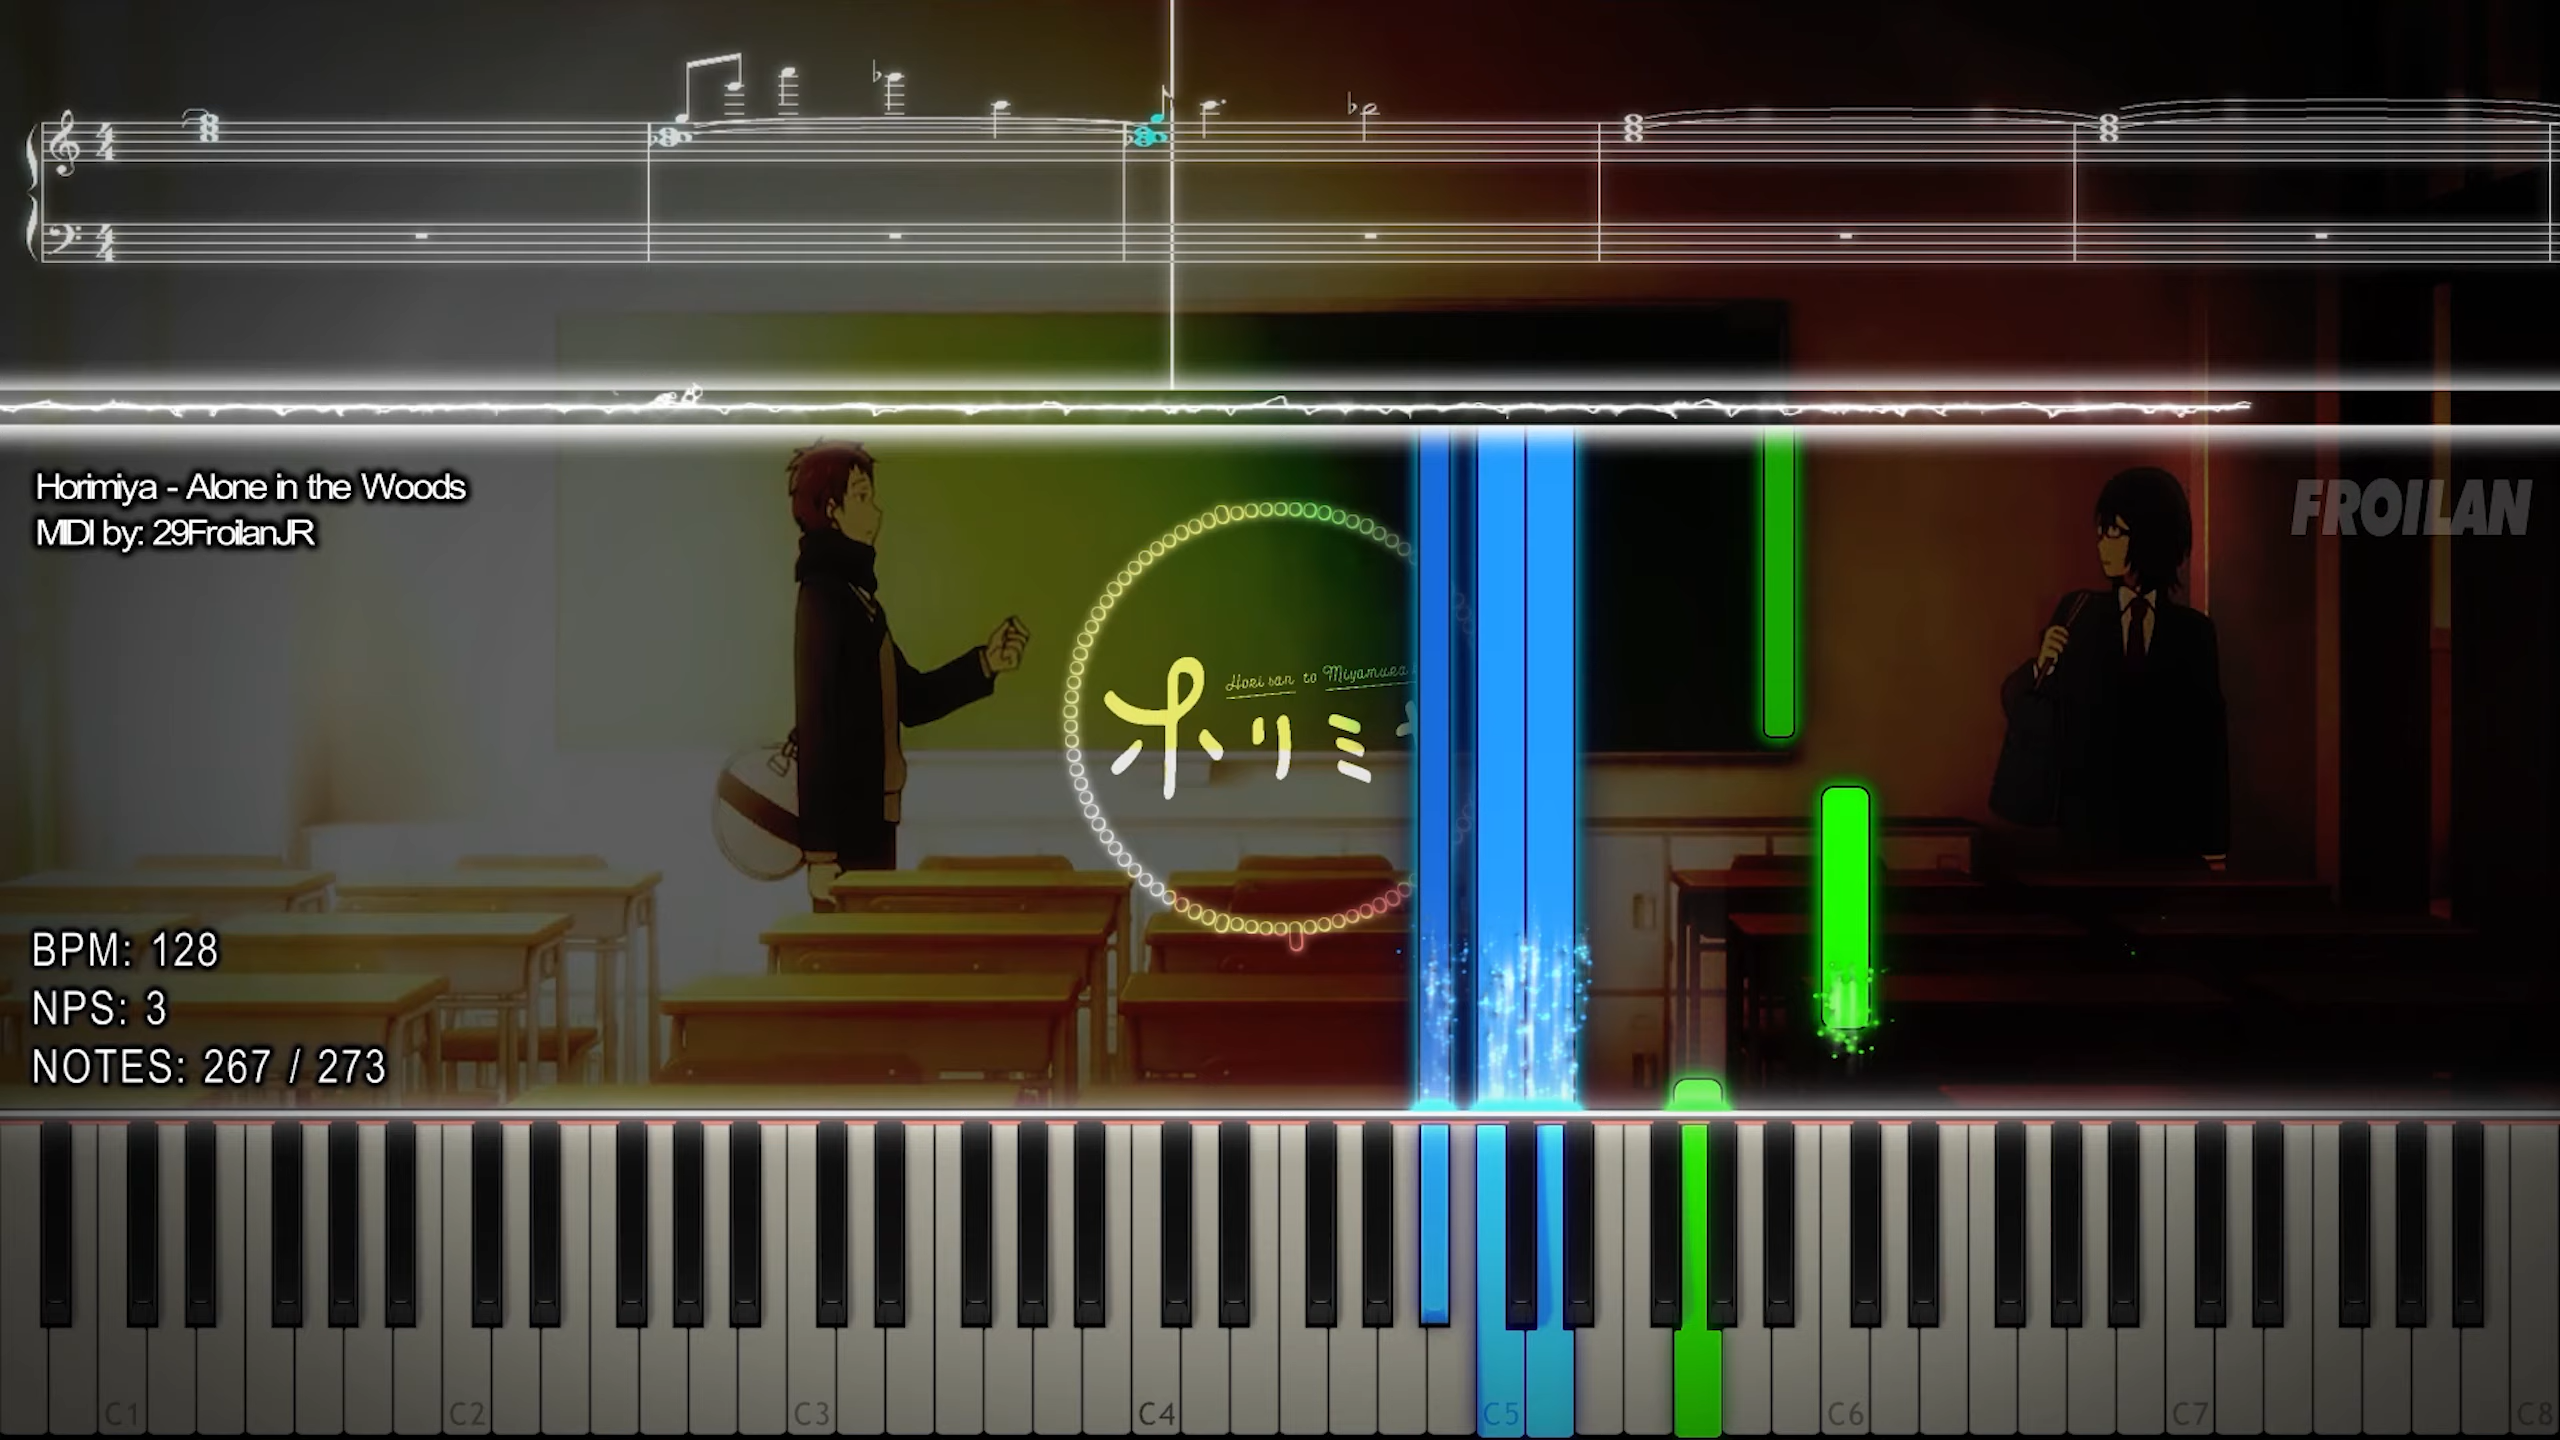 Horimiya - Alone in the Woods
MIDI by: 29FroilanJR
FROILAN
Hori san to Miyamura
ホリミ
BPM: 128
NPS: 3
NOTES: 267 / 273
C1 C2 C3 C4 C5 C6 C7 C8